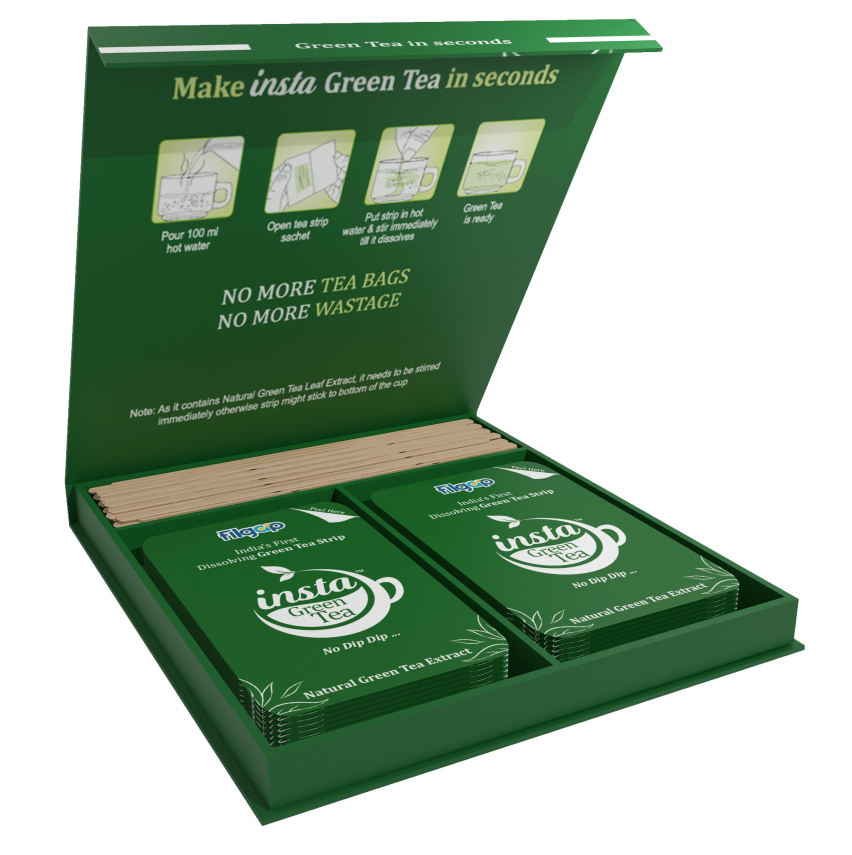 Green Tea in seconds
Make insta Green Tea in seconds
Pour 100 ml
hot water
Open tea strip
sachet
Put strip in hot
water & stir immediately
till it dissolves
Green Tea
is ready
NO MORE TEA BAGS
NO MORE WASTAGE
Note: As it contains Natural Green Tea Leaf Extract, it needs to be stirred
immediately otherwise strip might stick to bottom of the cup
Peel Here
filgap
India's First
Dissolving Green Tea Strip
insta™
Green
Tea
No Dip Dip ...
Natural Green Tea Extract
Peel Here
filgap
India's First
Dissolving Green Tea Strip
insta™
Green
Tea
No Dip Dip ...
Natural Green Tea Extract